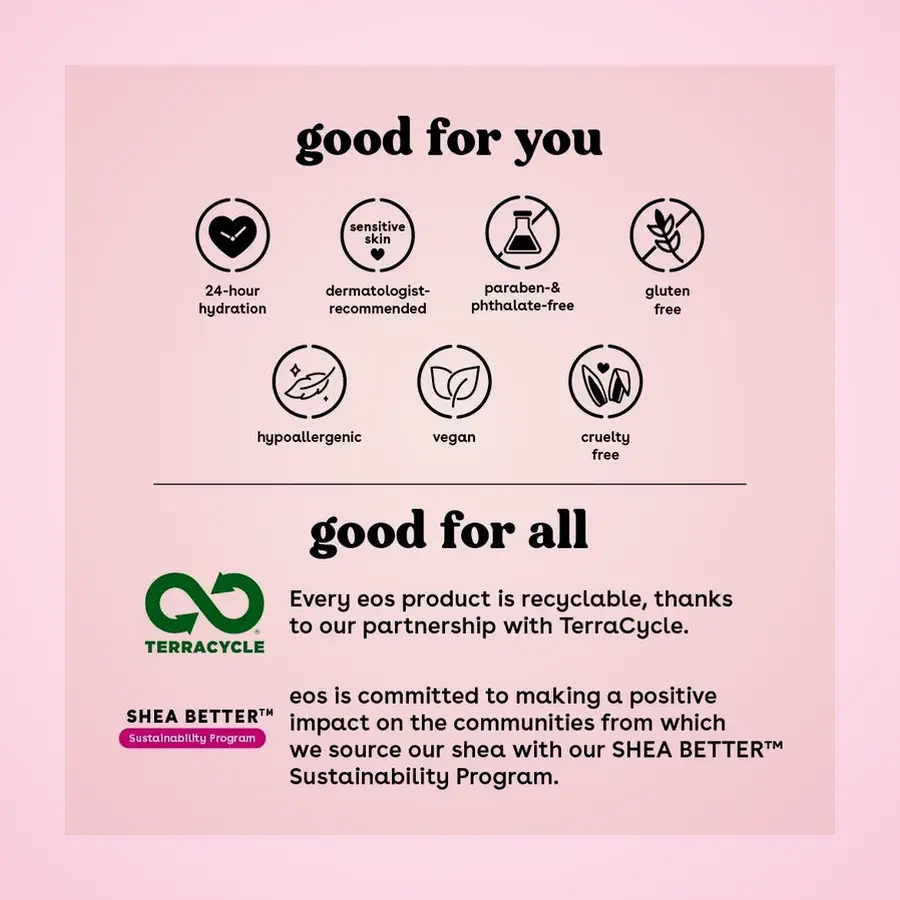 good for you
sensitive
skin
24-hour
hydration
dermatologist-
recommended
paraben-&
phthalate-free
gluten
free
hypoallergenic
vegan
cruelty
free
good for all
TERRACYCLE®
Every eos product is recyclable, thanks
to our partnership with TerraCycle.
SHEA BETTER™
Sustainability Program
eos is committed to making a positive
impact on the communities from which
we source our shea with our SHEA BETTER™
Sustainability Program.